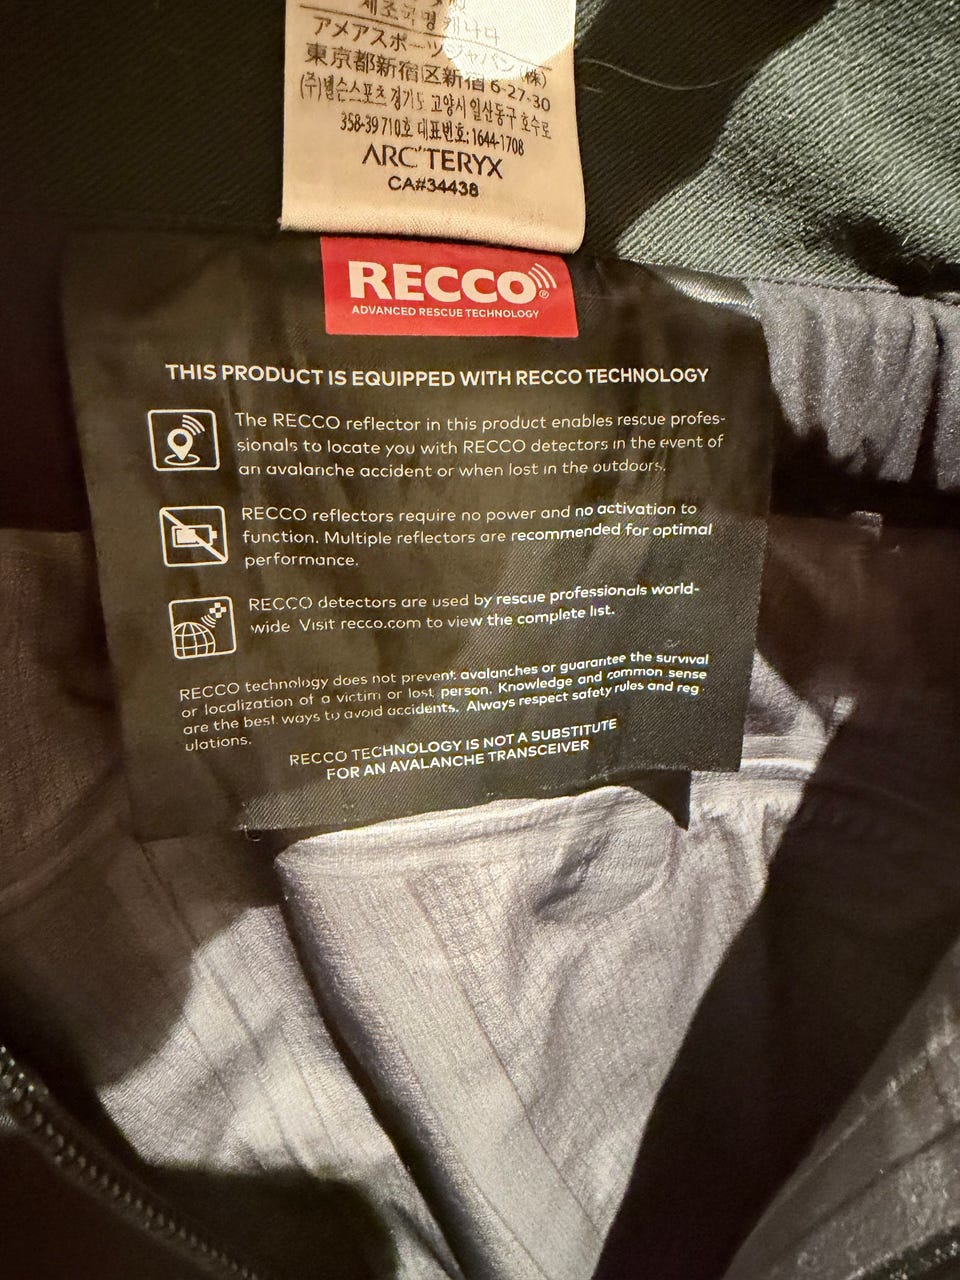 제조국명 캐나다
アメアスポーツジャパン(株)
東京都新宿区新宿6-27-30
(주)넬슨스포츠 경기도 고양시 일산동구 호수로
358-39 710호 대표번호: 1644-1708
ARC'TERYX
CA#34438
RECCO®
ADVANCED RESCUE TECHNOLOGY
THIS PRODUCT IS EQUIPPED WITH RECCO TECHNOLOGY
The RECCO reflector in this product enables rescue profes-
sionals to locate you with RECCO detectors in the event of
an avalanche accident or when lost in the outdoors.
RECCO reflectors require no power and no activation to
function. Multiple reflectors are recommended for optimal
performance.
RECCO detectors are used by rescue professionals world-
wide. Visit recco.com to view the complete list.
RECCO technology does not prevent avalanches or guarantee the survival
or localization of a victim or lost person. Knowledge and common sense
are the best ways to avoid accidents. Always respect safety rules and reg-
ulations.
RECCO TECHNOLOGY IS NOT A SUBSTITUTE
FOR AN AVALANCHE TRANSCEIVER